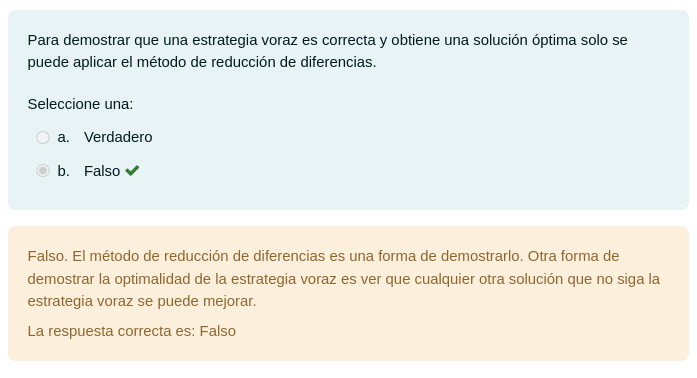 Para demostrar que una estrategia voraz es correcta y obtiene una solución óptima solo se
puede aplicar el método de reducción de diferencias.
Seleccione una:
a. Verdadero
b. Falso
Falso. El método de reducción de diferencias es una forma de demostrarlo. Otra forma de
demostrar la optimalidad de la estrategia voraz es ver que cualquier otra solución que no siga la
estrategia voraz se puede mejorar.
La respuesta correcta es: Falso